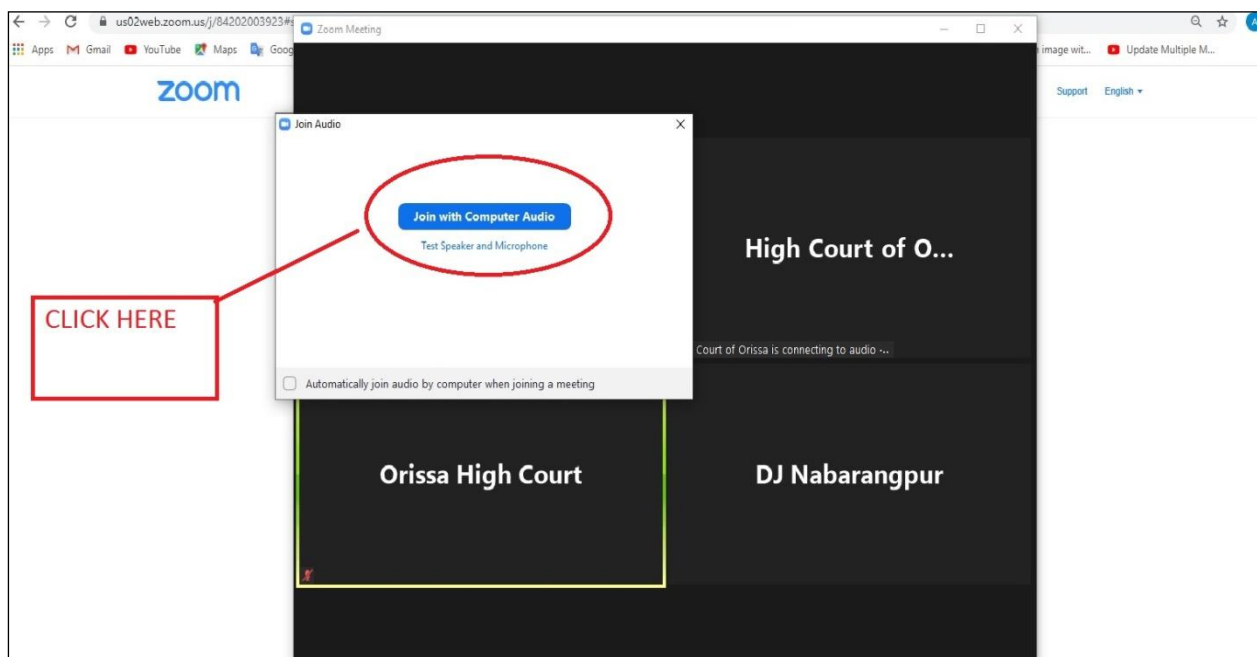 us02web.zoom.us/j/84202003923#s
Zoom Meeting
Apps Gmail YouTube Maps Goog
image wit... Update Multiple M...
zoom
Support English
Join Audio
Join with Computer Audio
Test Speaker and Microphone
High Court of O...
CLICK HERE
Court of Orissa is connecting to audio -..
Automatically join audio by computer when joining a meeting
Orissa High Court
DJ Nabarangpur